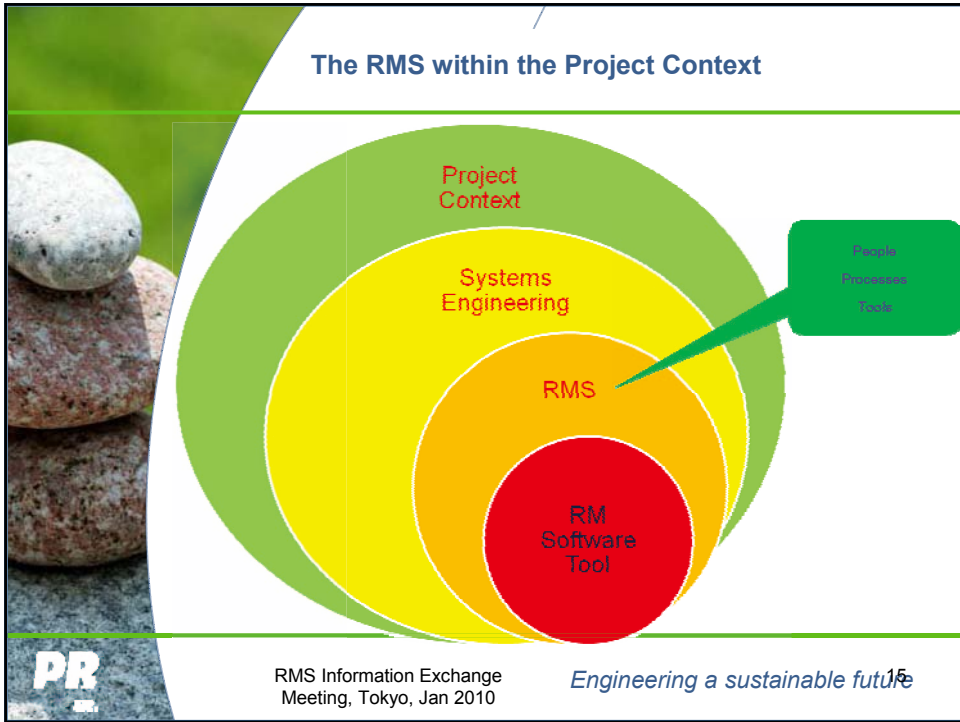 The RMS within the Project Context
Project
Context
Systems
Engineering
RMS
RM
Software
Tool
People
Processes
Tools
PR
RMS Information Exchange
Meeting, Tokyo, Jan 2010
Engineering a sustainable future
15